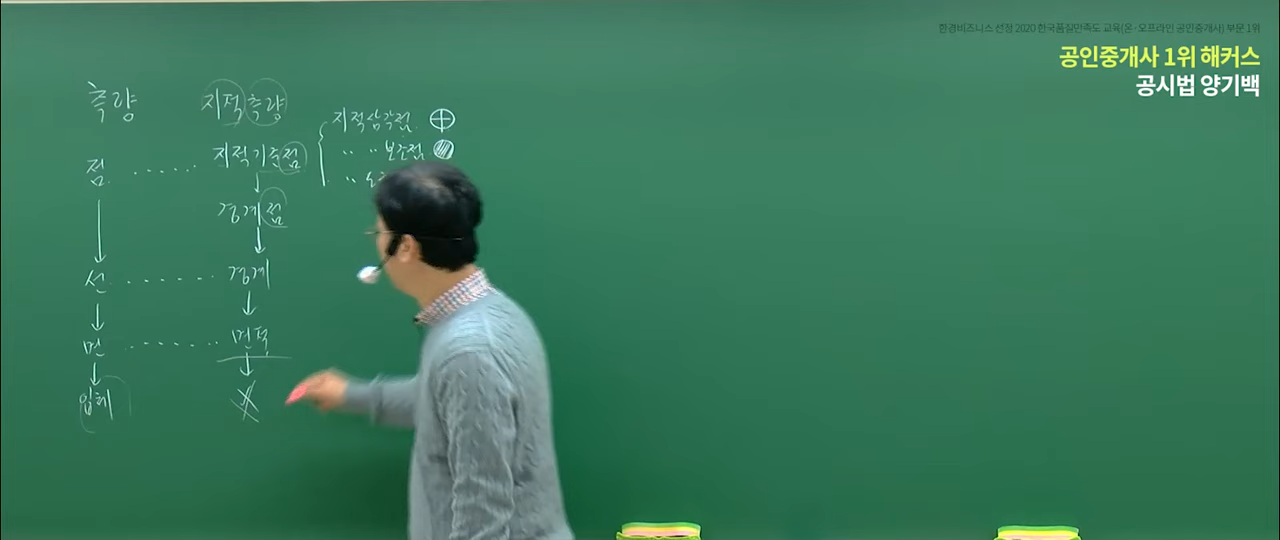 한경비즈니스 선정 2020 한국품질만족도 교육(온·오프라인 공인중개사) 부문 1위
공인중개사 1위 해커스
공시법 양기백
측량 지적측량
지적삼각점
점 지적기준점 〃 〃 보조점
〃
경계점
선 경계
면 면적
입체